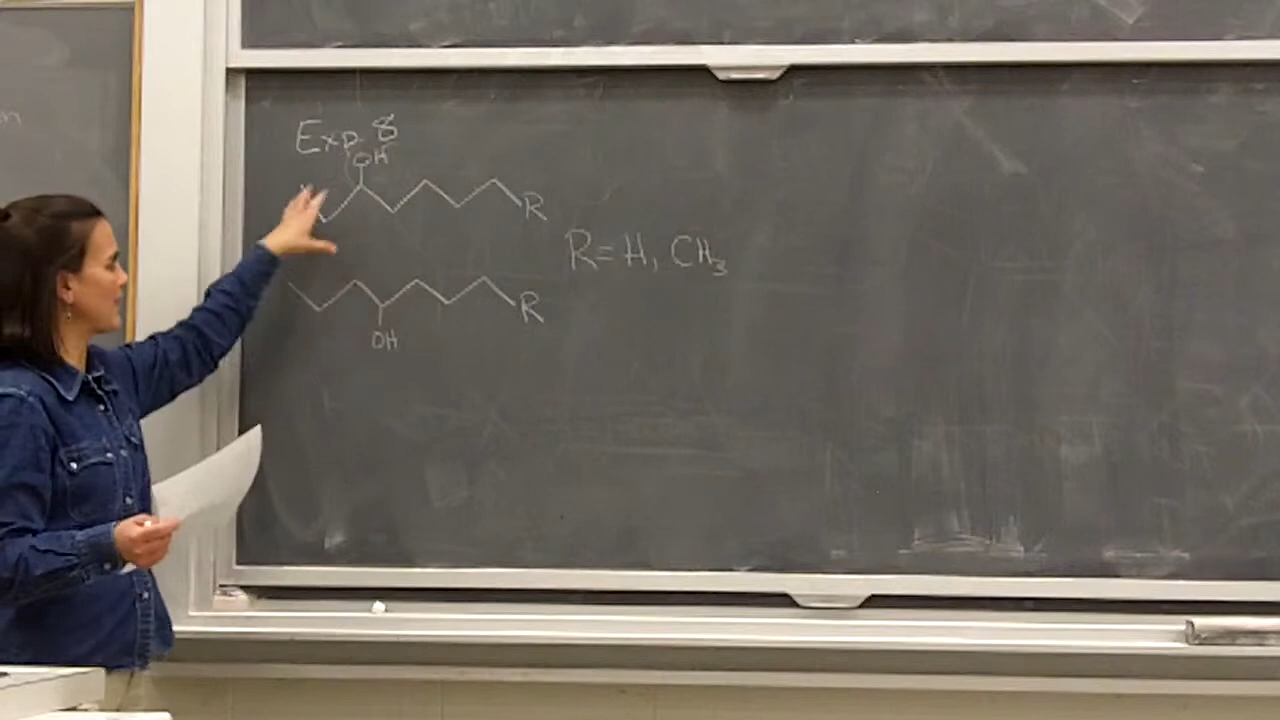 Exp. 8
OH
R
R = H, CH₃
R
OH